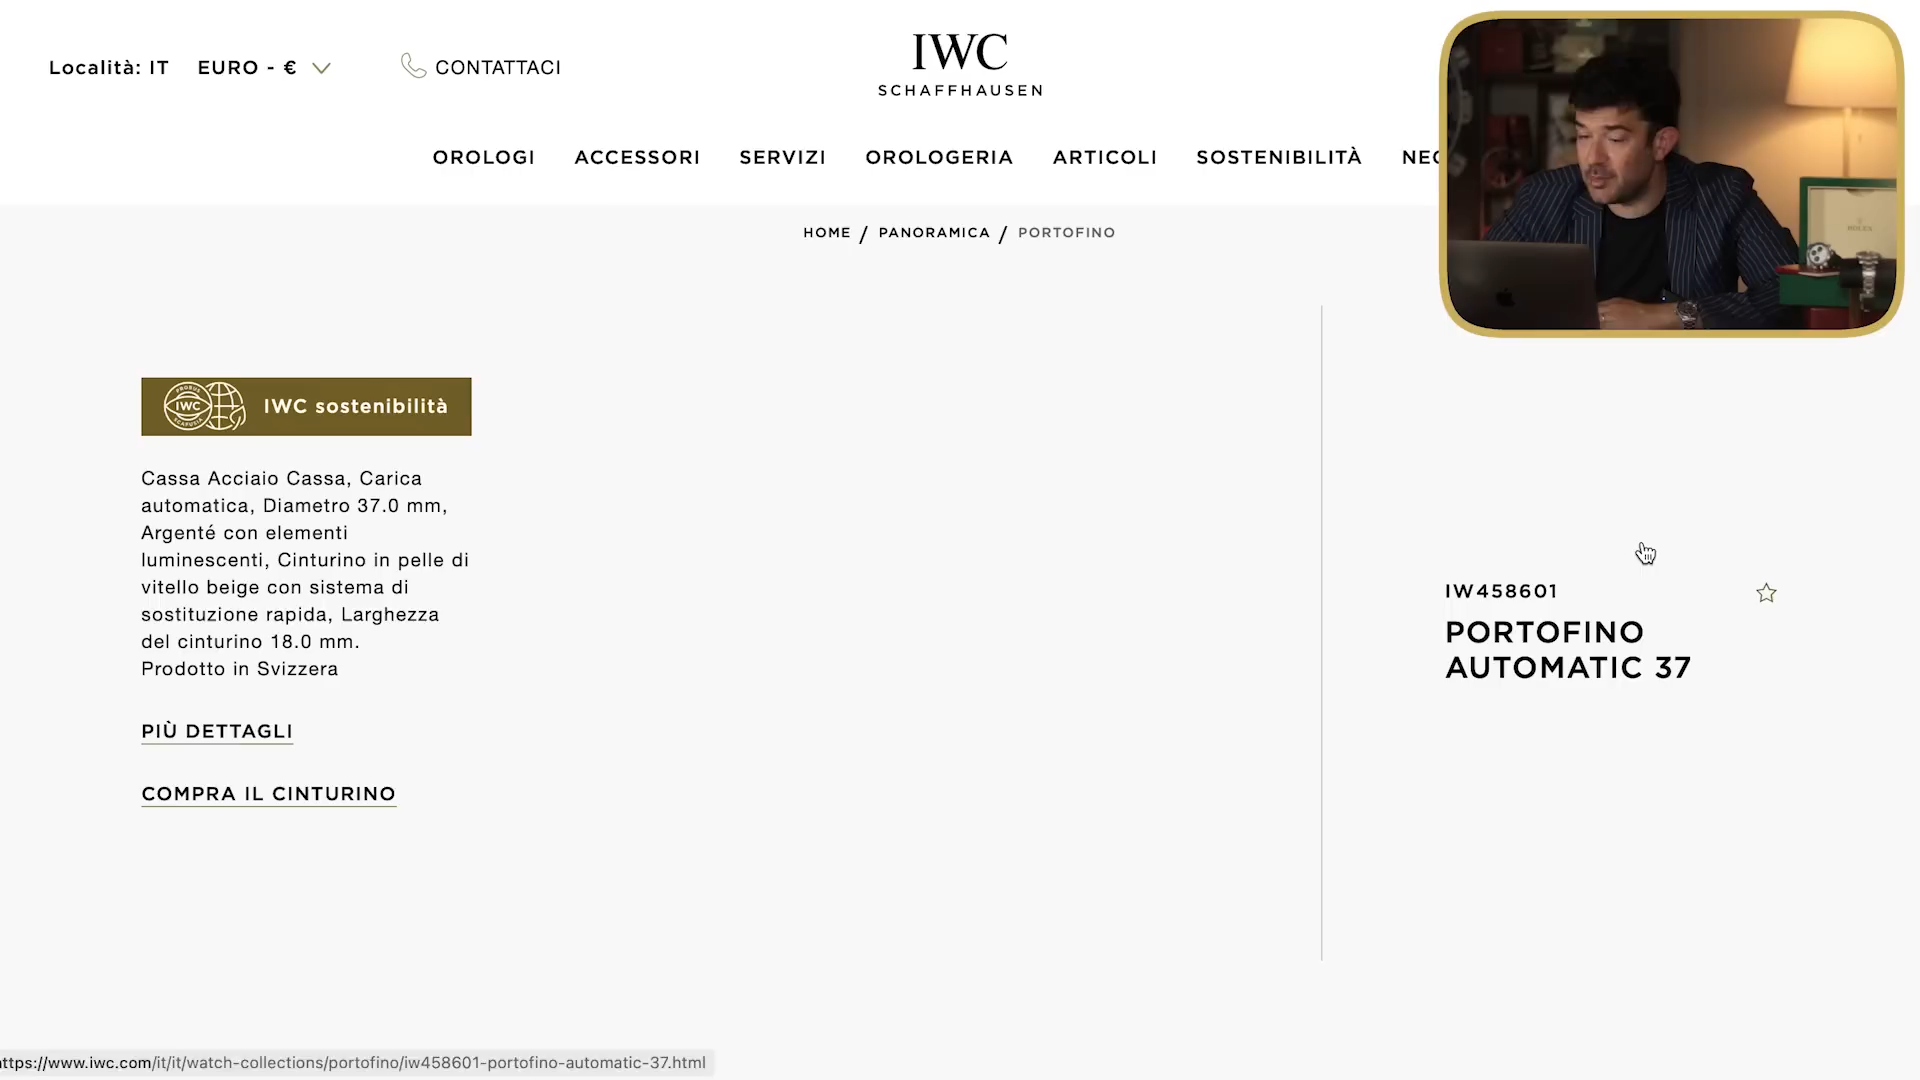 Località: IT
EURO - €
CONTATTACI
IWC
SCHAFFHAUSEN
OROLOGI
ACCESSORI
SERVIZI
OROLOGERIA
ARTICOLI
SOSTENIBILITÀ
HOME / PANORAMICA / PORTOFINO
ROLEX
IWC
IWC sostenibilità
Cassa Acciaio Cassa, Carica
automatica, Diametro 37.0 mm,
Argenté con elementi
luminescenti, Cinturino in pelle di
vitello beige con sistema di
sostituzione rapida, Larghezza
del cinturino 18.0 mm.
Prodotto in Svizzera
PIÙ DETTAGLI
COMPRA IL CINTURINO
IW458601
PORTOFINO
AUTOMATIC 37
ttps://www.iwc.com/it/it/watch-collections/portofino/iw458601-portofino-automatic-37.html